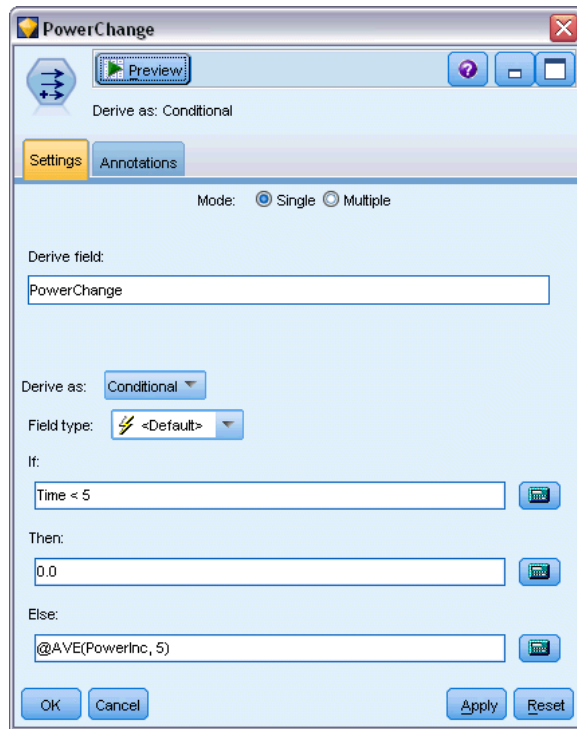 PowerChange
Preview
Derive as: Conditional
Settings Annotations
Mode: Single Multiple
Derive field:
PowerChange
Derive as: Conditional
Field type: <Default>
If:
Time < 5
Then:
0.0
Else:
@AVE(PowerInc, 5)
OK Cancel Apply Reset